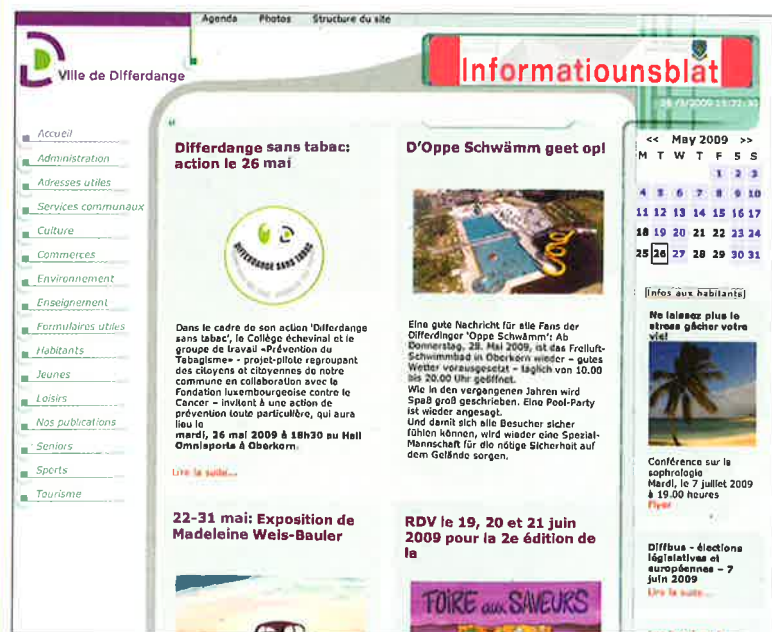 Agenda Photos Structure du site
Ville de Differdange
Informatiounsblat
Accueil
Administration
Adresses utiles
Services communaux
Culture
Commerces
Environnement
Enseignement
Formulaires utiles
Habitants
Jeunes
Loisirs
Nos publications
Seniors
Sports
Tourisme
Differdange sans tabac:
action le 26 mai
DIFFERDANGE SANS TABAC
Dans le cadre de son action 'Differdange
sans tabac', le Collège échevinal et le
groupe de travail «Prévention du
Tabagisme» - projet-pilote regroupant
des citoyens et citoyennes de notre
commune en collaboration avec la
Fondation luxembourgeoise contre le
Cancer – invitent à une action de
prévention toute particulière, qui aura
lieu le
mardi, 26 mai 2009 à 18h30 au Hall
Omnisports à Oberkorn.
Lire la suite...
22-31 mai: Exposition de
Madeleine Weis-Bauler
D'Oppe Schwämm geet op!
Eine gute Nachricht für alle Fans der
Differdinger 'Oppe Schwämm': Ab
Donnerstag, 28. Mai 2009, ist das Freiluft-
Schwimmbad in Oberkorn wieder – gutes
Wetter vorausgesetzt – täglich von 10.00
bis 20.00 Uhr geöffnet.
Wie in den vergangenen Jahren wird
Spaß groß geschrieben. Eine Pool-Party
ist wieder angesagt.
Und damit sich alle Besucher sicher
fühlen können, wird wieder eine Spezial-
Mannschaft für die nötige Sicherheit auf
dem Gelände sorgen.
RDV le 19, 20 et 21 juin
2009 pour la 2e édition de
la
FOIRE aux SAVEURS
<< May 2009 >>
M T W T F S S
1 2 3
4 5 6 7 8 9 10
11 12 13 14 15 16 17
18 19 20 21 22 23 24
25 26 27 28 29 30 31
Infos aux habitants
Ne laissez plus le
stress gâcher votre
vie!
Conférence sur la
sophrologie
Mardi, le 7 juillet 2009
à 19.00 heures
Flyer
Diffbus - élections
législatives et
européennes – 7
juin 2009
Lire la suite...